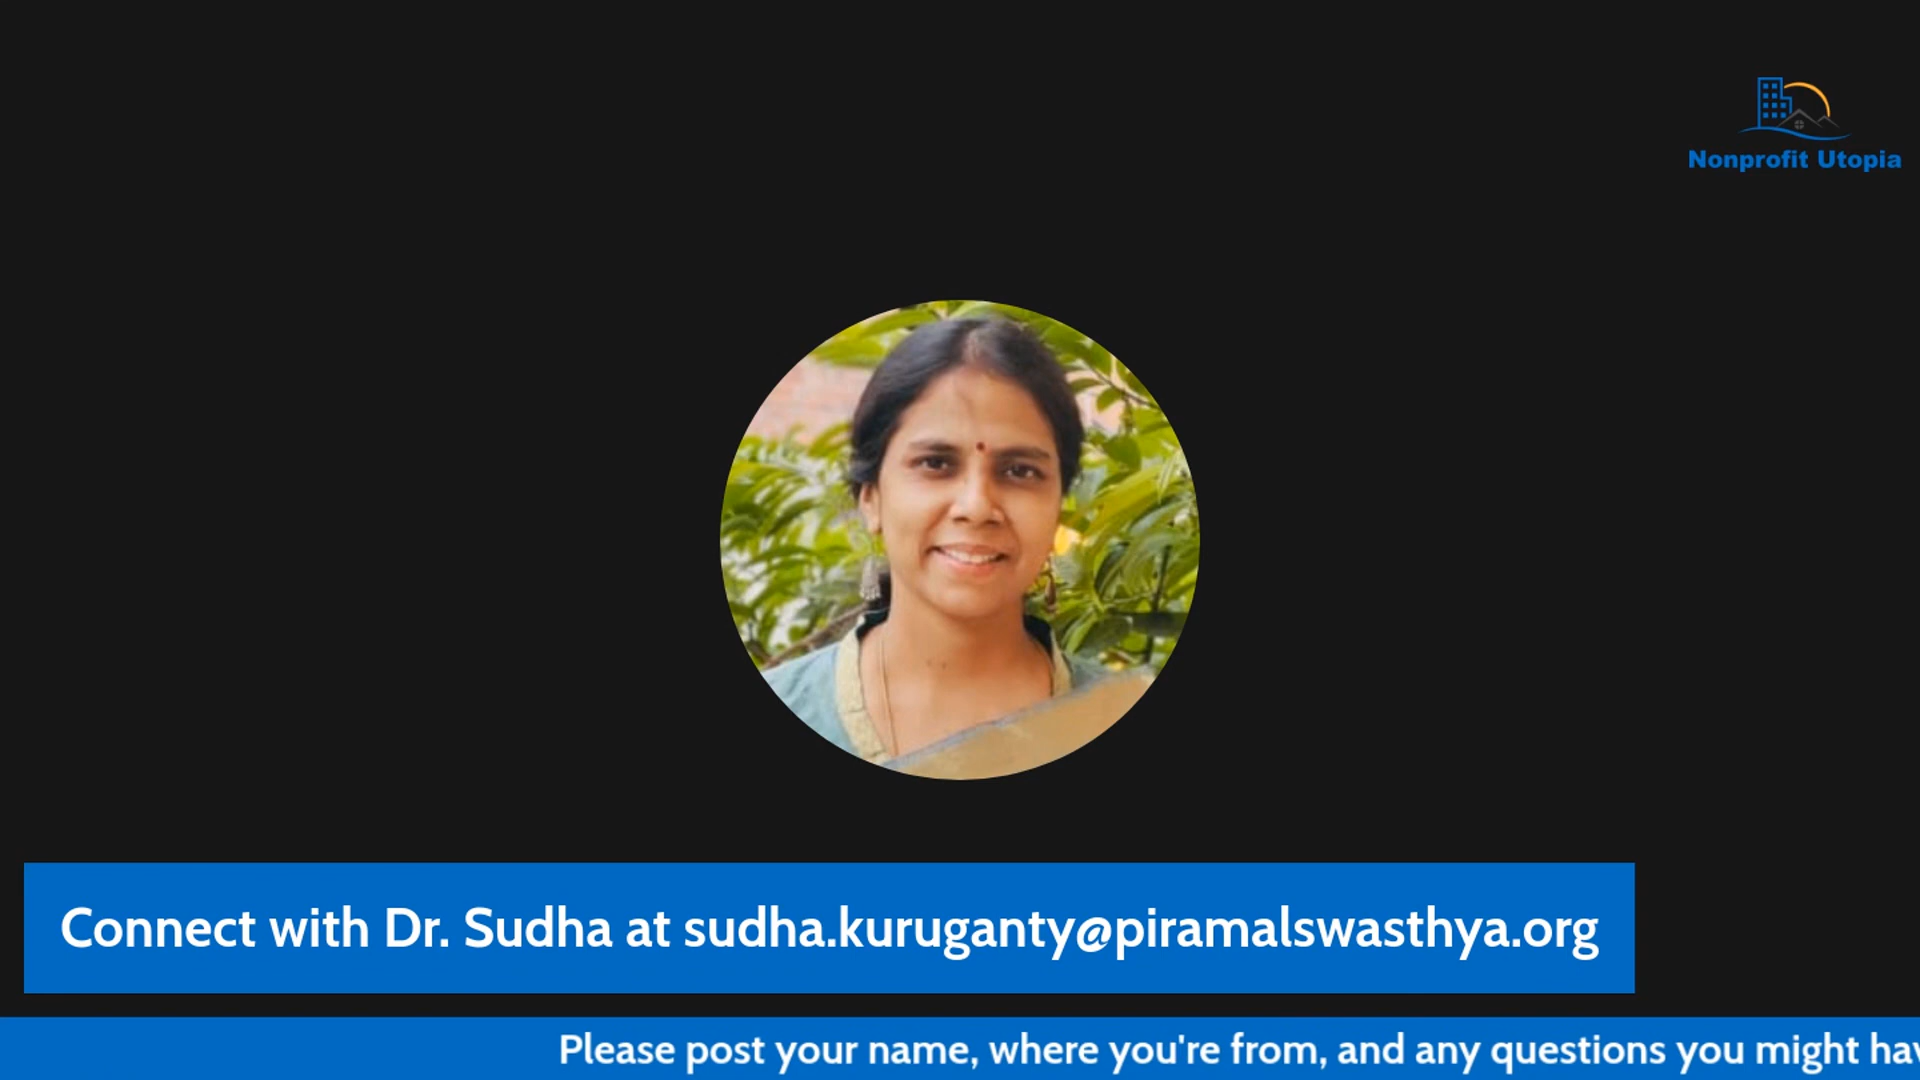 Nonprofit Utopia
Connect with Dr. Sudha at sudha.kuruganty@piramalswasthya.org
Please post your name, where you're from, and any questions you might hav